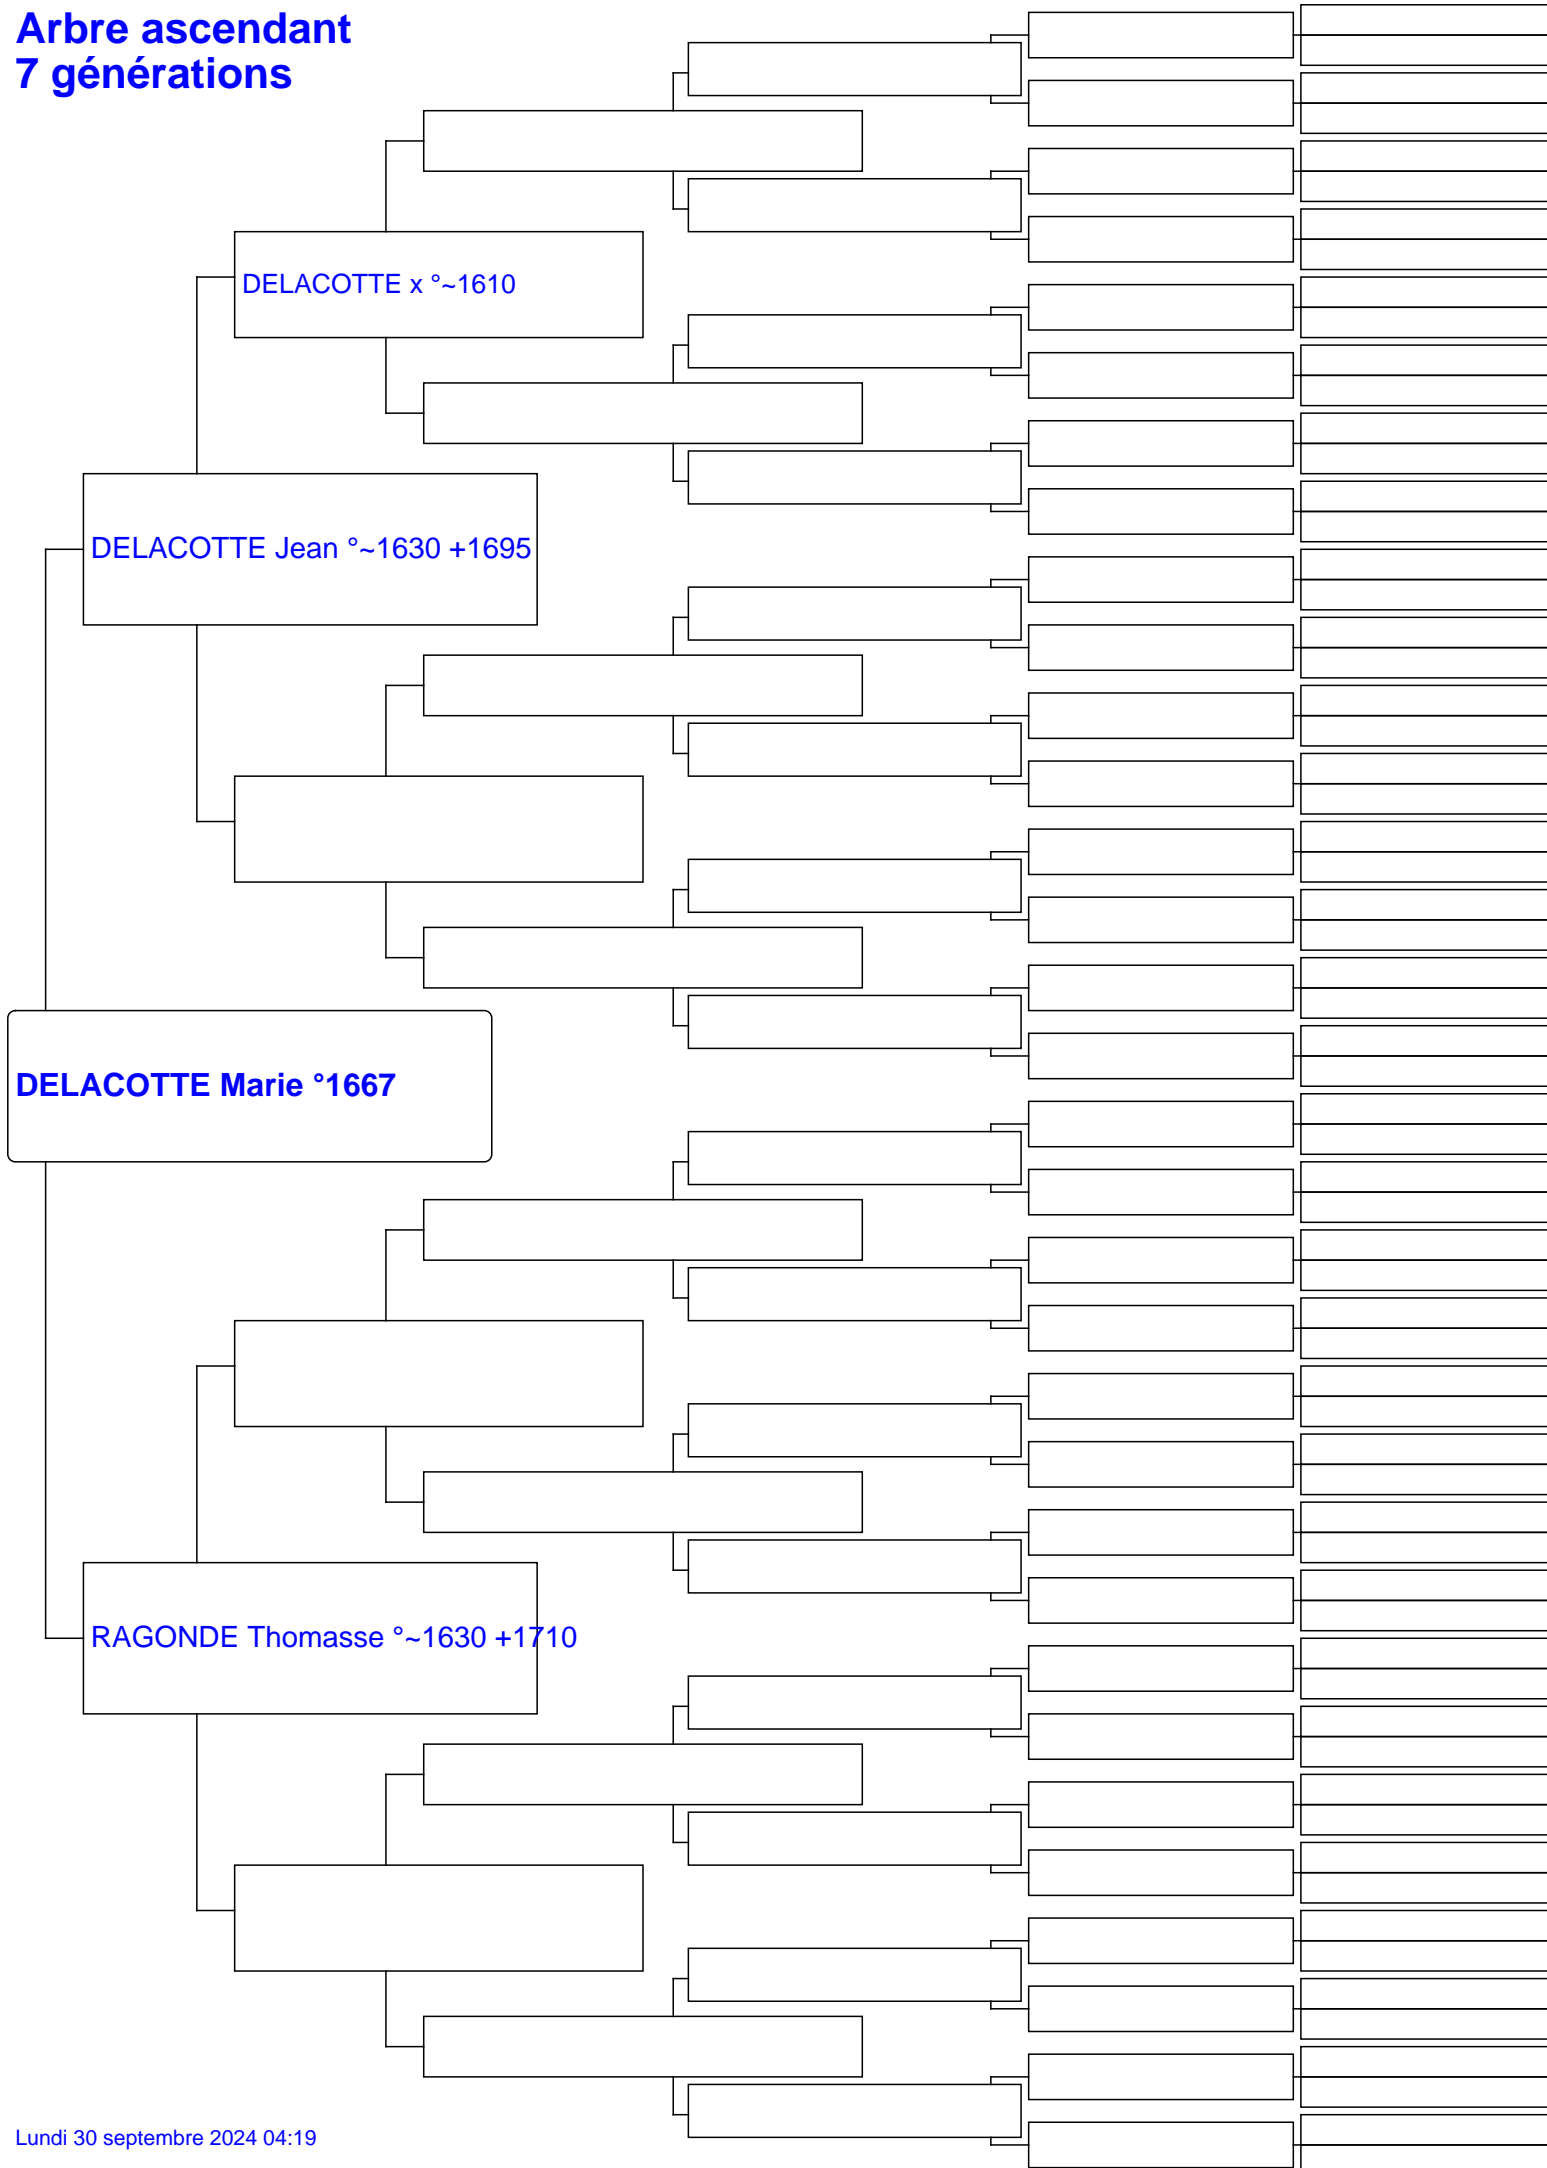 Arbre ascendant
7 générations
DELACOTTE x °~1610
DELACOTTE Jean °~1630 +1695
DELACOTTE Marie °1667
RAGONDE Thomasse °~1630 +1710
Lundi 30 septembre 2024 04:19